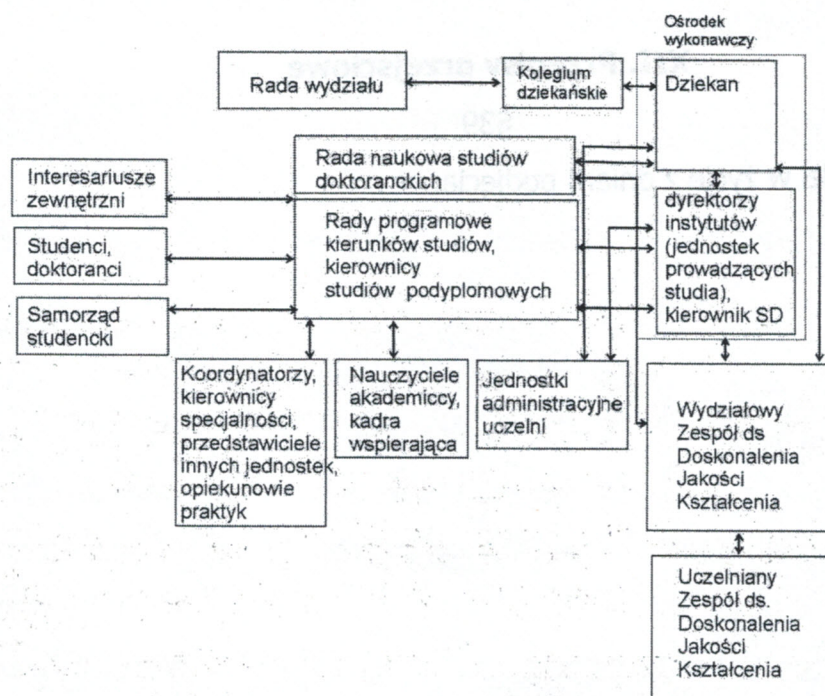 Ośrodek
wykonawczy
Rada wydziału
Kolegium
dziekańskie
Dziekan
Rada naukowa studiów
doktoranckich
Interesariusze
zewnętrzni
Rady programowe
kierunków studiów,
kierownicy
studiów podyplomowych
dyrektorzy
instytutów
(jednostek
prowadzących
studia),
kierownik SD
Studenci,
doktoranci
Samorząd
studencki
Koordynatorzy,
kierownicy
specjalności,
przedstawiciele
innych jednostek,
opiekunowie
praktyk
Nauczyciele
akademiccy,
kadra
wspierająca
Jednostki
administracyjne
uczelni
Wydziałowy
Zespół ds
Doskonalenia
Jakości
Kształcenia
Uczelniany
Zespól ds.
Doskonalenia
Jakości
Kształcenia